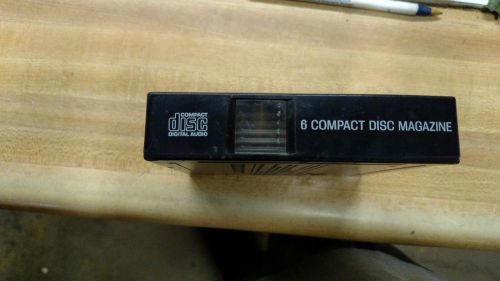 COMPACT
disc
DIGITAL AUDIO
6 COMPACT DISC MAGAZINE